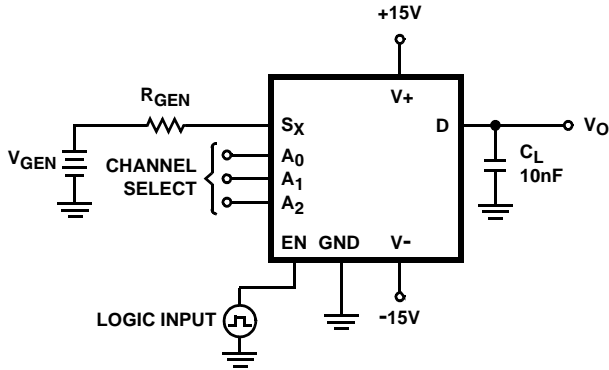 +15V
RGEN
V+
SX
D
VO
VGEN
CHANNEL
SELECT
A0
A1
A2
CL
10nF
EN GND V-
LOGIC INPUT
-15V